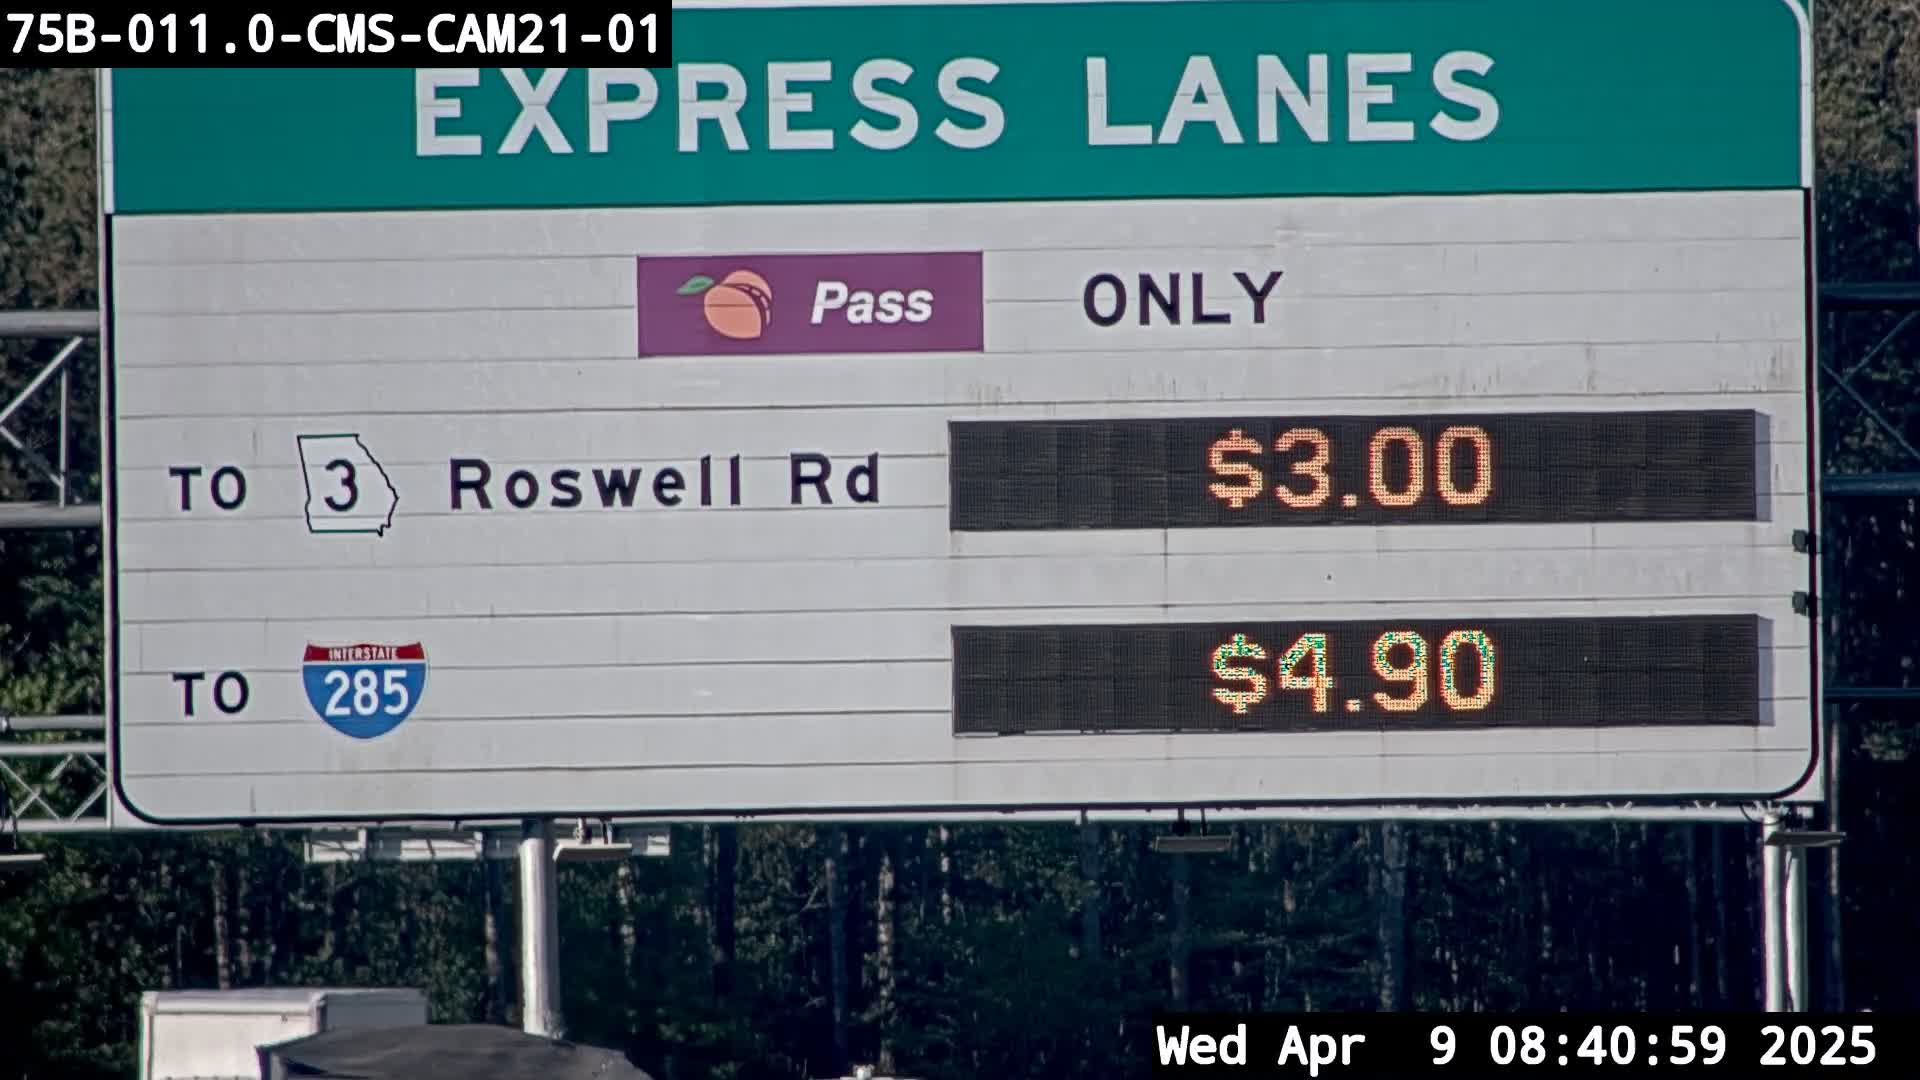 75B-011.0-CMS-CAM21-01
EXPRESS LANES
Pass ONLY
TO 3 Roswell Rd $3.00
TO INTERSTATE 285 $4.90
Wed Apr 9 08:40:59 2025